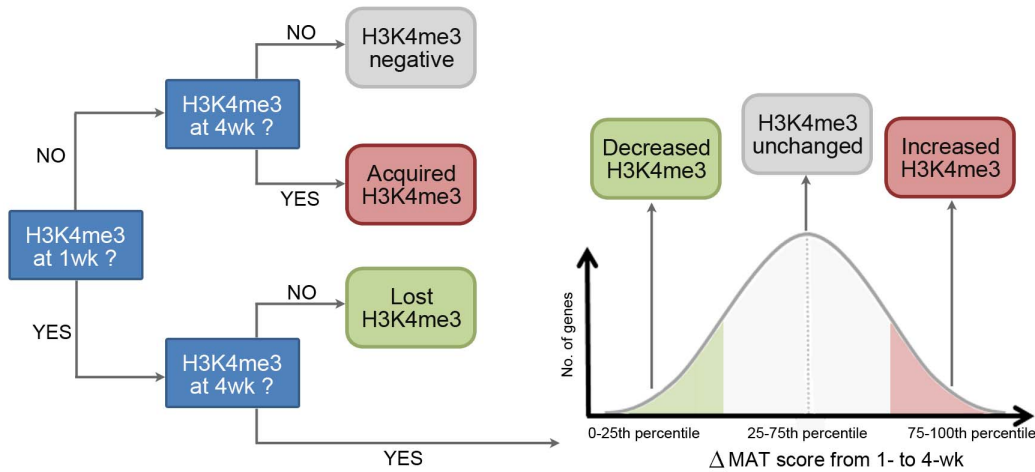 H3K4me3
at 1wk ?
NO
YES
H3K4me3
at 4wk ?
NO
YES
H3K4me3
negative
Acquired
H3K4me3
H3K4me3
at 4wk ?
NO
YES
Lost
H3K4me3
Decreased
H3K4me3
H3K4me3
unchanged
Increased
H3K4me3
No. of genes
0-25th percentile
25-75th percentile
75-100th percentile
Δ MAT score from 1- to 4-wk